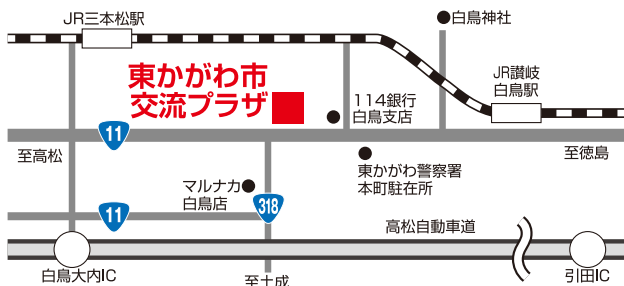 JR三本松駅
白鳥神社
東かがわ市
交流プラザ
JR讃岐
白鳥駅
114銀行
白鳥支店
11
至高松
至徳島
東かがわ警察署
本町駐在所
マルナカ
白鳥店
318
11
高松自動車道
白鳥大内IC
至土成
引田IC